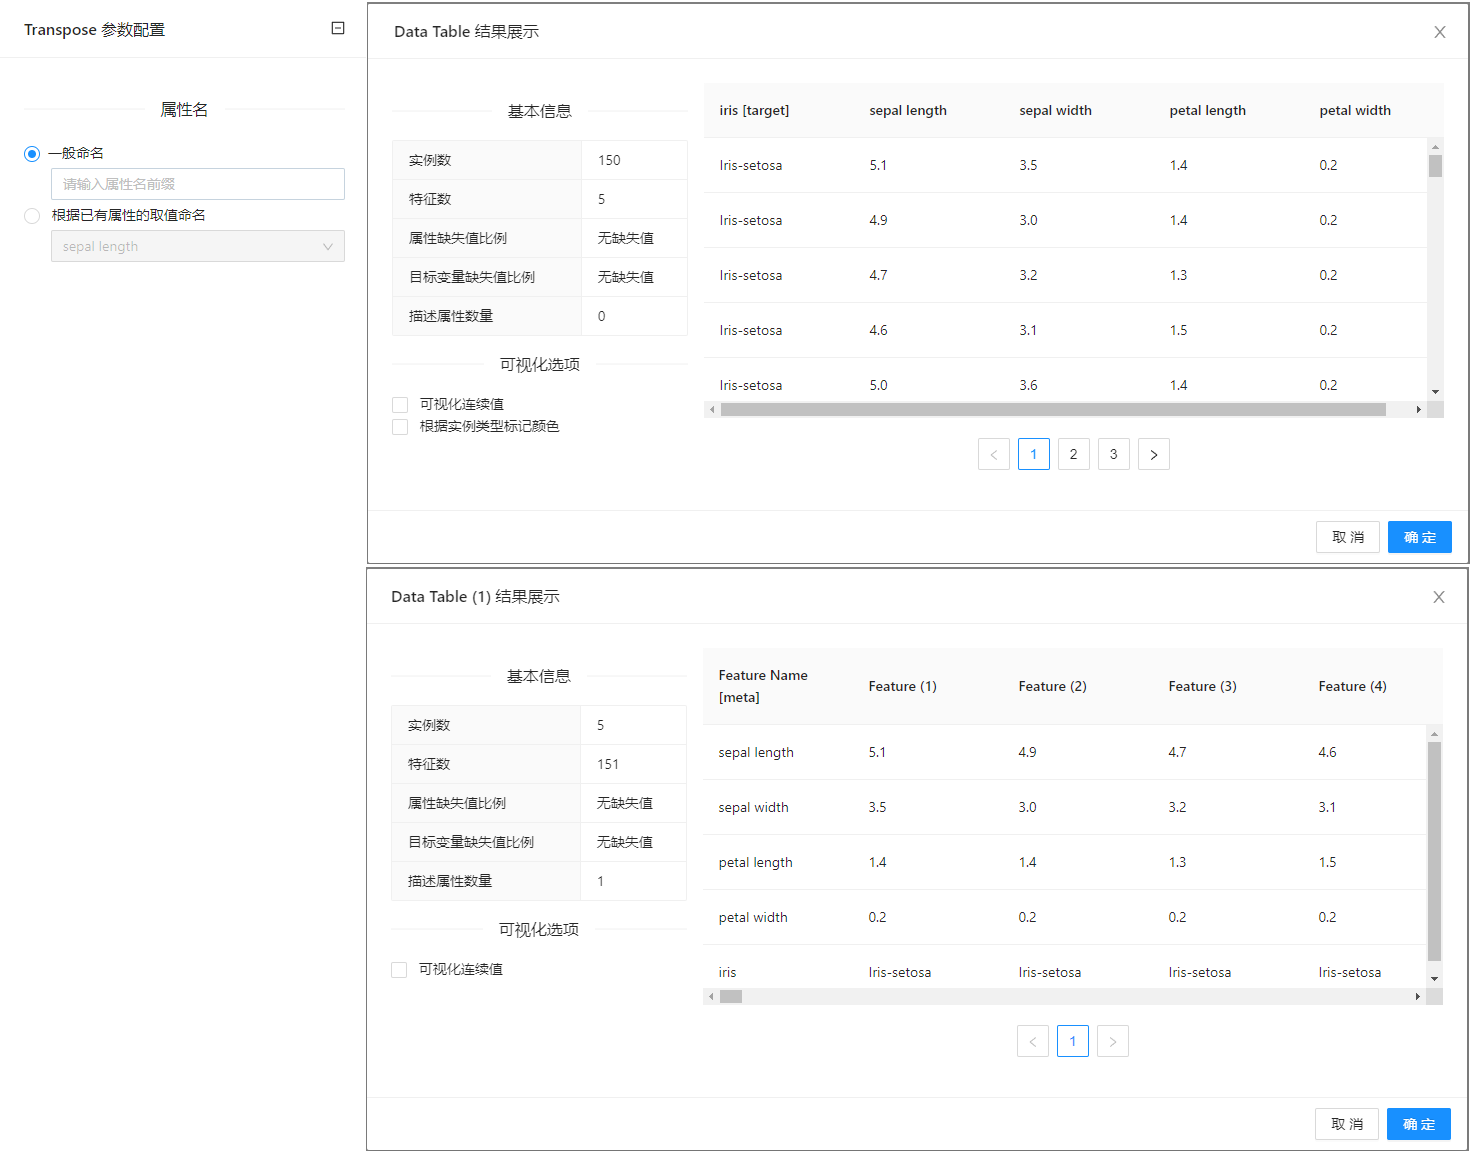 Transpose 参数配置
属性名
一般命名
请输入属性名前缀
根据已有属性的取值命名
sepal length
Data Table 结果展示
基本信息
实例数 150
特征数 5
属性缺失值比例 无缺失值
目标变量缺失值比例 无缺失值
描述属性数量 0
可视化选项
可视化连续值
根据实例类型标记颜色
iris [target] sepal length sepal width petal length petal width
Iris-setosa 5.1 3.5 1.4 0.2
Iris-setosa 4.9 3.0 1.4 0.2
Iris-setosa 4.7 3.2 1.3 0.2
Iris-setosa 4.6 3.1 1.5 0.2
Iris-setosa 5.0 3.6 1.4 0.2
< 1 2 3 >
取 消 确 定
Data Table (1) 结果展示
基本信息
实例数 5
特征数 151
属性缺失值比例 无缺失值
目标变量缺失值比例 无缺失值
描述属性数量 1
可视化选项
可视化连续值
Feature Name
[meta] Feature (1) Feature (2) Feature (3) Feature (4)
sepal length 5.1 4.9 4.7 4.6
sepal width 3.5 3.0 3.2 3.1
petal length 1.4 1.4 1.3 1.5
petal width 0.2 0.2 0.2 0.2
iris Iris-setosa Iris-setosa Iris-setosa Iris-setosa
< 1 >
取 消 确 定